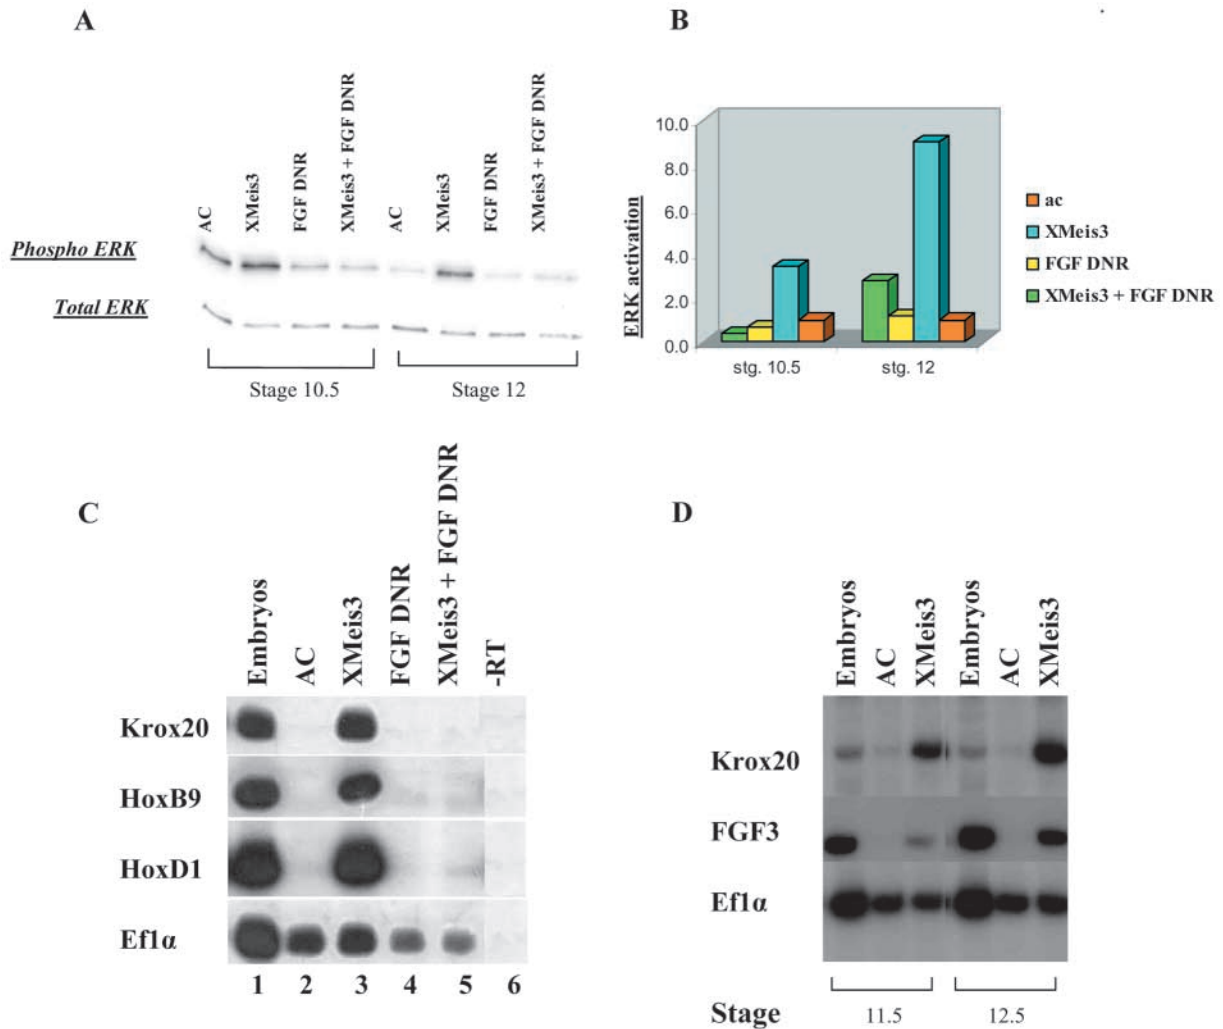 A
AC
XMeis3
FGF DNR
XMeis3 + FGF DNR
AC
XMeis3
FGF DNR
XMeis3 + FGF DNR
Phospho ERK
Total ERK
Stage 10.5
Stage 12
B
ERK activation
10.0
8.0
6.0
4.0
2.0
0.0
stg. 10.5
stg. 12
ac
XMeis3
FGF DNR
XMeis3 + FGF DNR
C
Embryos
AC
XMeis3
FGF DNR
XMeis3 + FGF DNR
-RT
Krox20
HoxB9
HoxD1
Ef1α
1 2 3 4 5 6
D
Embryos
AC
XMeis3
Embryos
AC
XMeis3
Krox20
FGF3
Ef1α
Stage
11.5
12.5